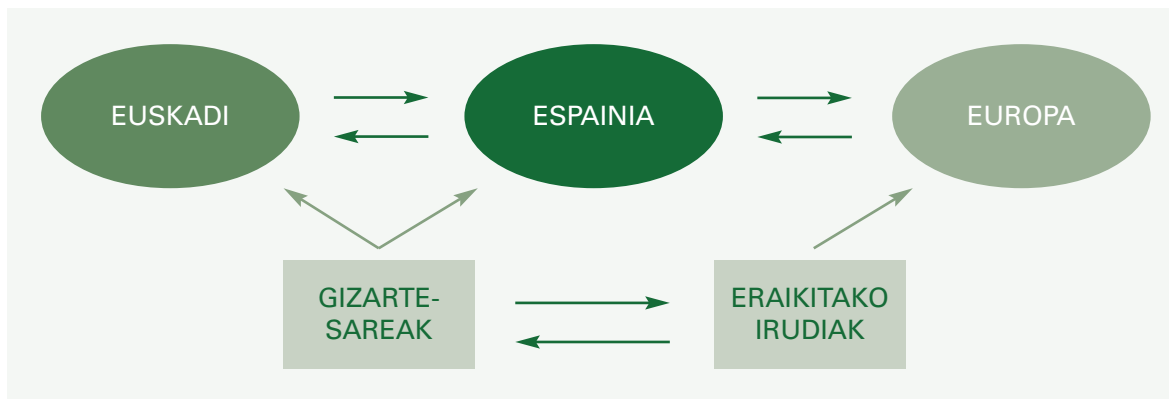 EUSKADI
ESPAINIA
EUROPA
GIZARTE-
SAREAK
ERAIKITAKO
IRUDIAK